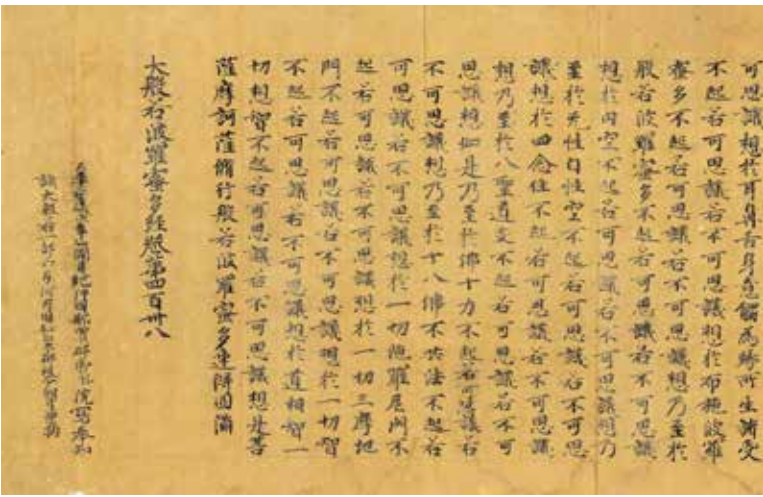 可思議想於耳鼻舌身意觸為緣所生諸受
不起若可思議若不可思議想於布施波羅
蜜多不起若可思議若不可思議想乃至於
般若波羅蜜多不起若可思議若不可思議
想於內空不起若可思議若不可思議想乃
至於无性自性空不起若可思議若不可思
議想於四念住不起若可思議若不可思議
想乃至於八聖道支不起若可思議若不可
思議想如是乃至於佛十力不起若可思議若
不可思議想乃至於十八佛不共法不起若
可思議若不可思議想於一切陁羅尼門不
起若可思議若不可思議想於一切三摩地
門不起若可思議若不可思議想於一切智
不起若可思議若不可思議想於道相智一
切想智不起若可思議若不可思議想是菩
薩摩訶薩脩行般若波羅蜜多速得圓滿
大般若波羅蜜多經卷第四百卅八
院寫奉
大般若一部六百